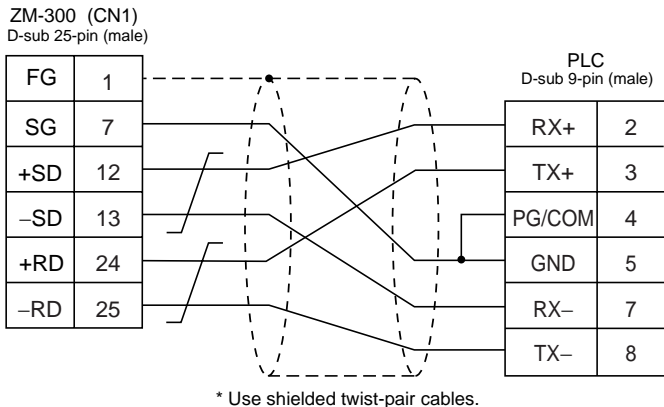 ZM-300 (CN1)
D-sub 25-pin (male)
FG 1
SG 7
+SD 12
−SD 13
+RD 24
−RD 25
PLC
D-sub 9-pin (male)
RX+ 2
TX+ 3
PG/COM 4
GND 5
RX− 7
TX− 8
* Use shielded twist-pair cables.